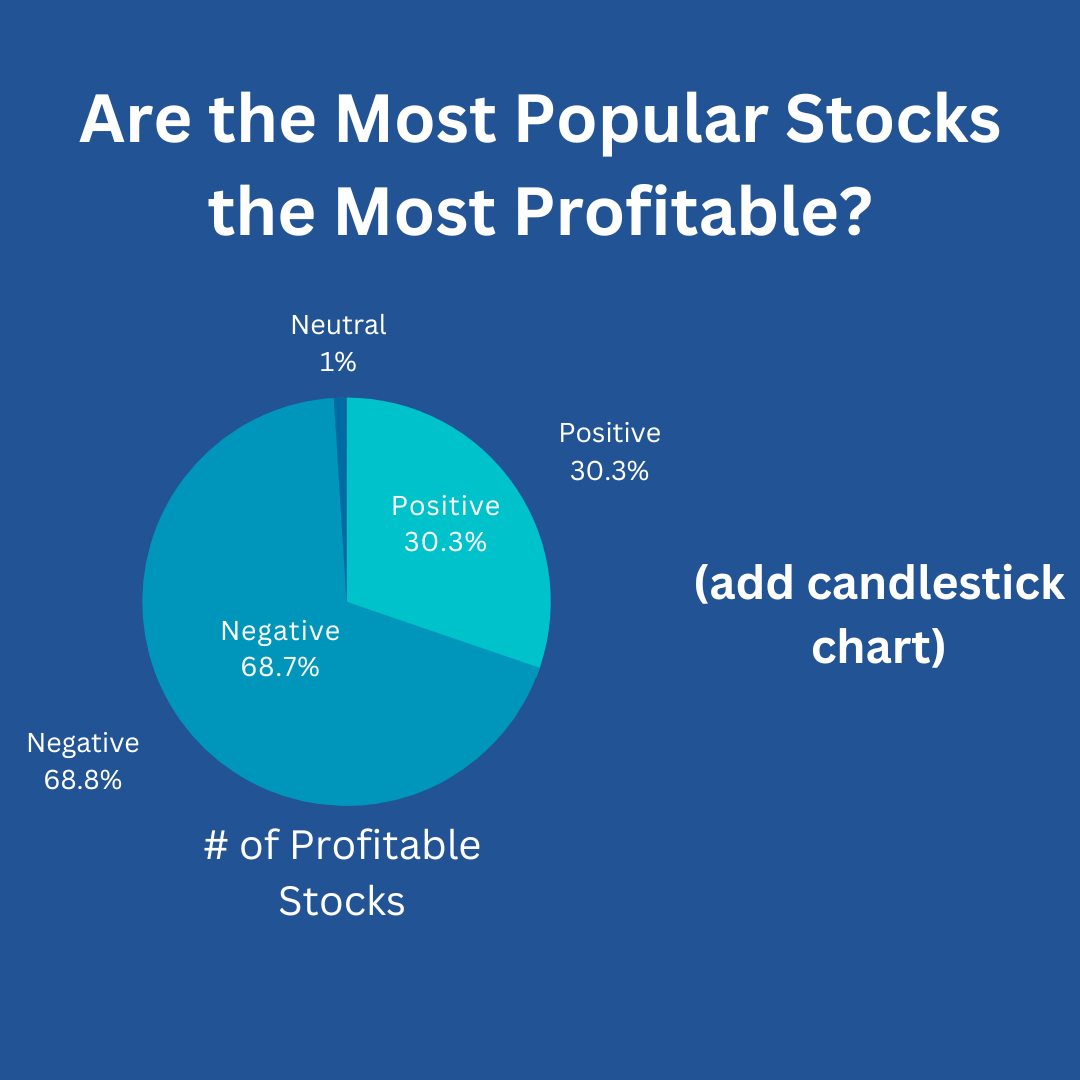 Are the Most Popular Stocks
the Most Profitable?
Neutral
1%
Positive
30.3%
Positive
30.3%
(add candlestick
chart)
Negative
68.7%
Negative
68.8%
# of Profitable
Stocks